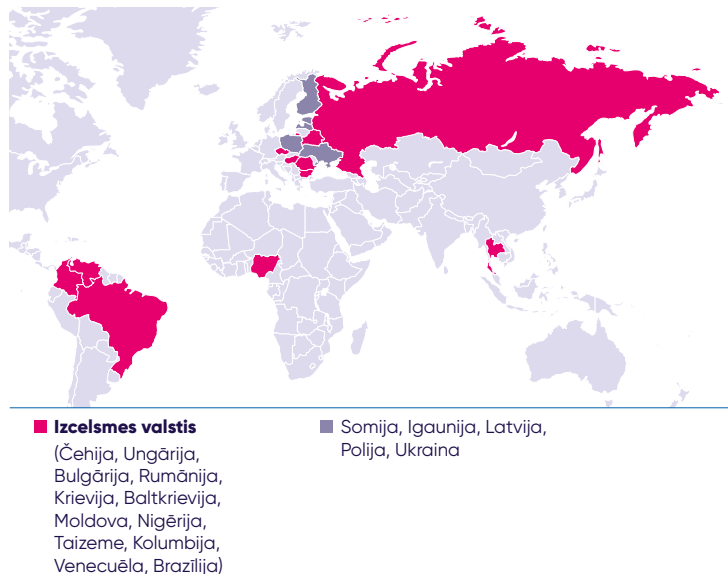 Izcelsmes valstis
(Čehija, Ungārija,
Bulgārija, Rumānija,
Krievija, Baltkrievija,
Moldova, Nigērija,
Taizeme, Kolumbija,
Venecuēla, Brazīlija)
Somija, Igaunija, Latvija,
Polija, Ukraina